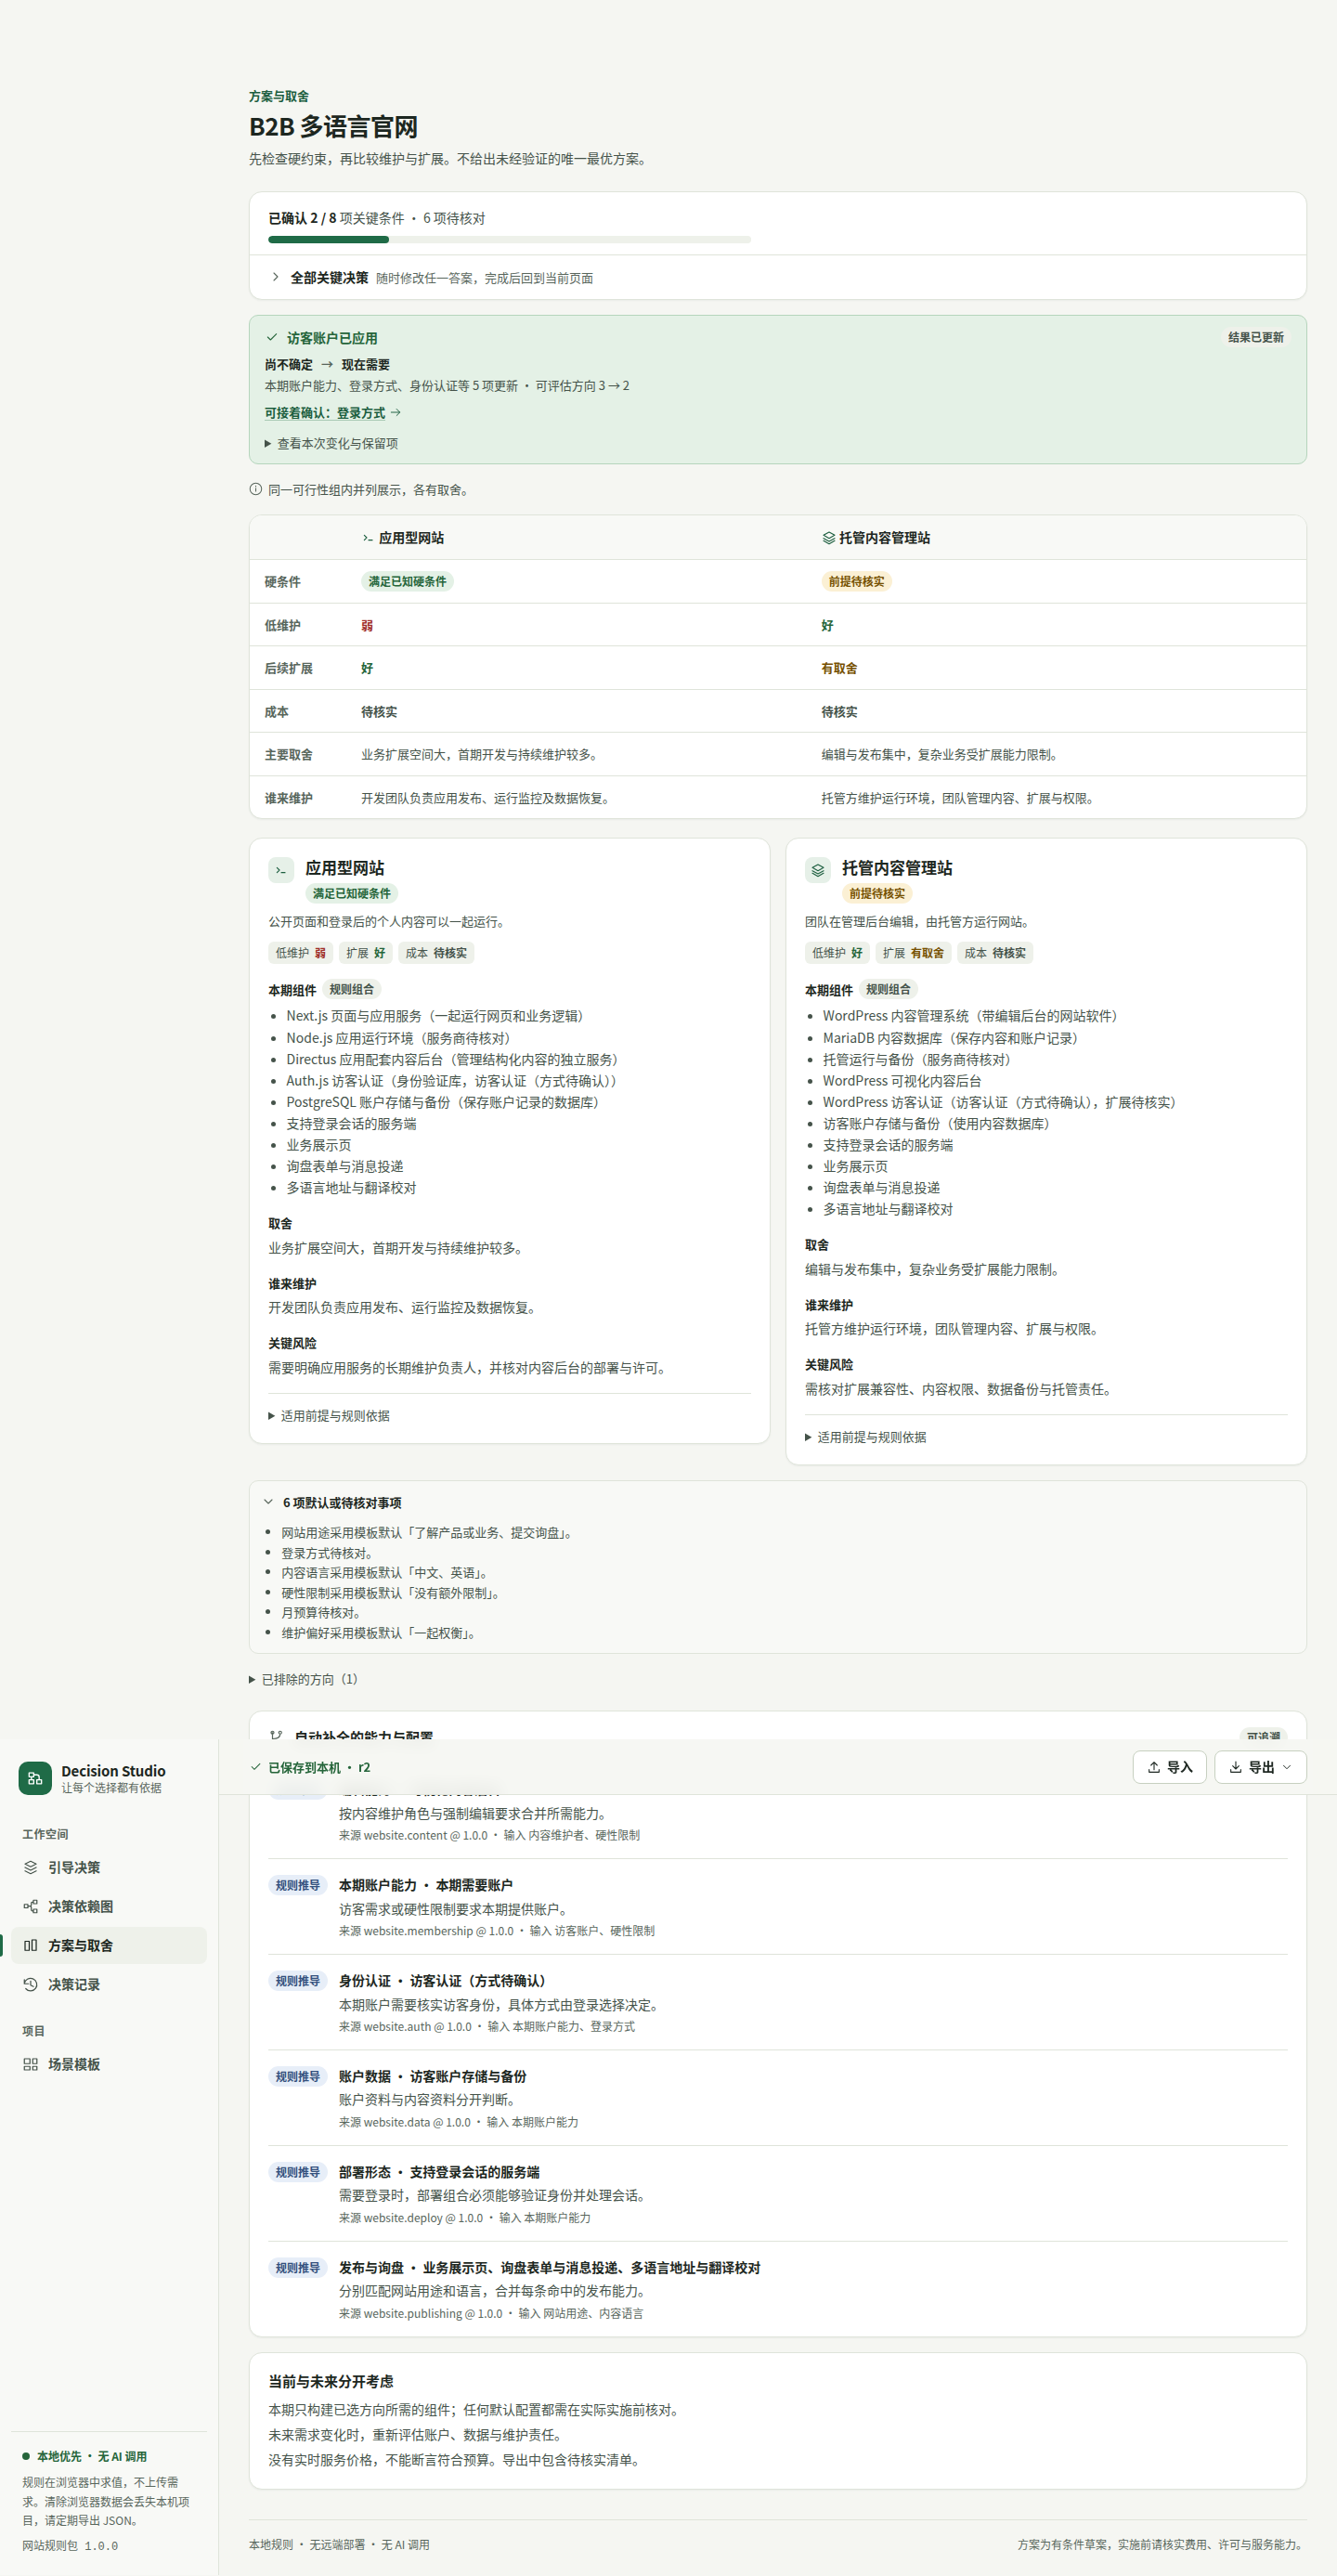 方案与取舍
B2B 多语言官网
先检查硬约束，再比较维护与扩展。不给出未经验证的唯一最优方案。
已确认 2 / 8 项关键条件 · 6 项待核对
全部关键决策 随时修改任一答案，完成后回到当前页面
访客账户已应用 结果已更新
尚不确定 → 现在需要
本期账户能力、登录方式、身份认证等 5 项更新 · 可评估方向 3 → 2
可接着确认：登录方式 →
查看本次变化与保留项
同一可行性组内并列展示，各有取舍。
应用型网站 托管内容管理站
硬条件 满足已知硬条件 前提待核实
低维护 弱 好
后续扩展 好 有取舍
成本 待核实 待核实
主要取舍 业务扩展空间大，首期开发与持续维护较多。 编辑与发布集中，复杂业务受扩展能力限制。
谁来维护 开发团队负责应用发布、运行监控及数据恢复。 托管方维护运行环境，团队管理内容、扩展与权限。
应用型网站
满足已知硬条件
公开页面和登录后的个人内容可以一起运行。
低维护 弱 扩展 好 成本 待核实
本期组件 规则组合
Next.js 页面与应用服务（一起运行网页和业务逻辑）
Node.js 应用运行环境（服务商待核对）
Directus 应用配套内容后台（管理结构化内容的独立服务）
Auth.js 访客认证（身份验证库，访客认证（方式待确认））
PostgreSQL 账户存储与备份（保存账户记录的数据库）
支持登录会话的服务端
业务展示页
询盘表单与消息投递
多语言地址与翻译校对
取舍
业务扩展空间大，首期开发与持续维护较多。
谁来维护
开发团队负责应用发布、运行监控及数据恢复。
关键风险
需要明确应用服务的长期维护负责人，并核对内容后台的部署与许可。
适用前提与规则依据
托管内容管理站
前提待核实
团队在管理后台编辑，由托管方运行网站。
低维护 好 扩展 有取舍 成本 待核实
本期组件 规则组合
WordPress 内容管理系统（带编辑后台的网站软件）
MariaDB 内容数据库（保存内容和账户记录）
托管运行与备份（服务商待核对）
WordPress 可视化内容后台
WordPress 访客认证（访客认证（方式待确认），扩展待核实）
访客账户存储与备份（使用内容数据库）
支持登录会话的服务端
业务展示页
询盘表单与消息投递
多语言地址与翻译校对
取舍
编辑与发布集中，复杂业务受扩展能力限制。
谁来维护
托管方维护运行环境，团队管理内容、扩展与权限。
关键风险
需核对扩展兼容性、内容权限、数据备份与托管责任。
适用前提与规则依据
6 项默认或待核对事项
网站用途采用模板默认「了解产品或业务、提交询盘」。
登录方式待核对。
内容语言采用模板默认「中文、英语」。
硬性限制采用模板默认「没有额外限制」。
月预算待核对。
维护偏好采用模板默认「一起权衡」。
已排除的方向（1）
自动补全的能力与配置 可追溯
Decision Studio
让每个选择都有依据
工作空间
引导决策
决策依赖图
方案与取舍
决策记录
项目
场景模板
本地优先 · 无 AI 调用
规则在浏览器中求值，不上传需
求。清除浏览器数据会丢失本机项
目，请定期导出 JSON。
网站规则包 1.0.0
已保存到本机 · r2
导入 导出
按内容维护角色与强制编辑要求合并所需能力。
来源 website.content @ 1.0.0 · 输入 内容维护者、硬性限制
规则推导 本期账户能力 · 本期需要账户
访客需求或硬性限制要求本期提供账户。
来源 website.membership @ 1.0.0 · 输入 访客账户、硬性限制
规则推导 身份认证 · 访客认证（方式待确认）
本期账户需要核实访客身份，具体方式由登录选择决定。
来源 website.auth @ 1.0.0 · 输入 本期账户能力、登录方式
规则推导 账户数据 · 访客账户存储与备份
账户资料与内容资料分开判断。
来源 website.data @ 1.0.0 · 输入 本期账户能力
规则推导 部署形态 · 支持登录会话的服务端
需要登录时，部署组合必须能够验证身份并处理会话。
来源 website.deploy @ 1.0.0 · 输入 本期账户能力
规则推导 发布与询盘 · 业务展示页、询盘表单与消息投递、多语言地址与翻译校对
分别匹配网站用途和语言，合并每条命中的发布能力。
来源 website.publishing @ 1.0.0 · 输入 网站用途、内容语言
当前与未来分开考虑
本期只构建已选方向所需的组件；任何默认配置都需在实际实施前核对。
未来需求变化时，重新评估账户、数据与维护责任。
没有实时服务价格，不能断言符合预算。导出中包含待核实清单。
本地规则 · 无远端部署 · 无 AI 调用
方案为有条件草案，实施前请核实费用、许可与服务能力。